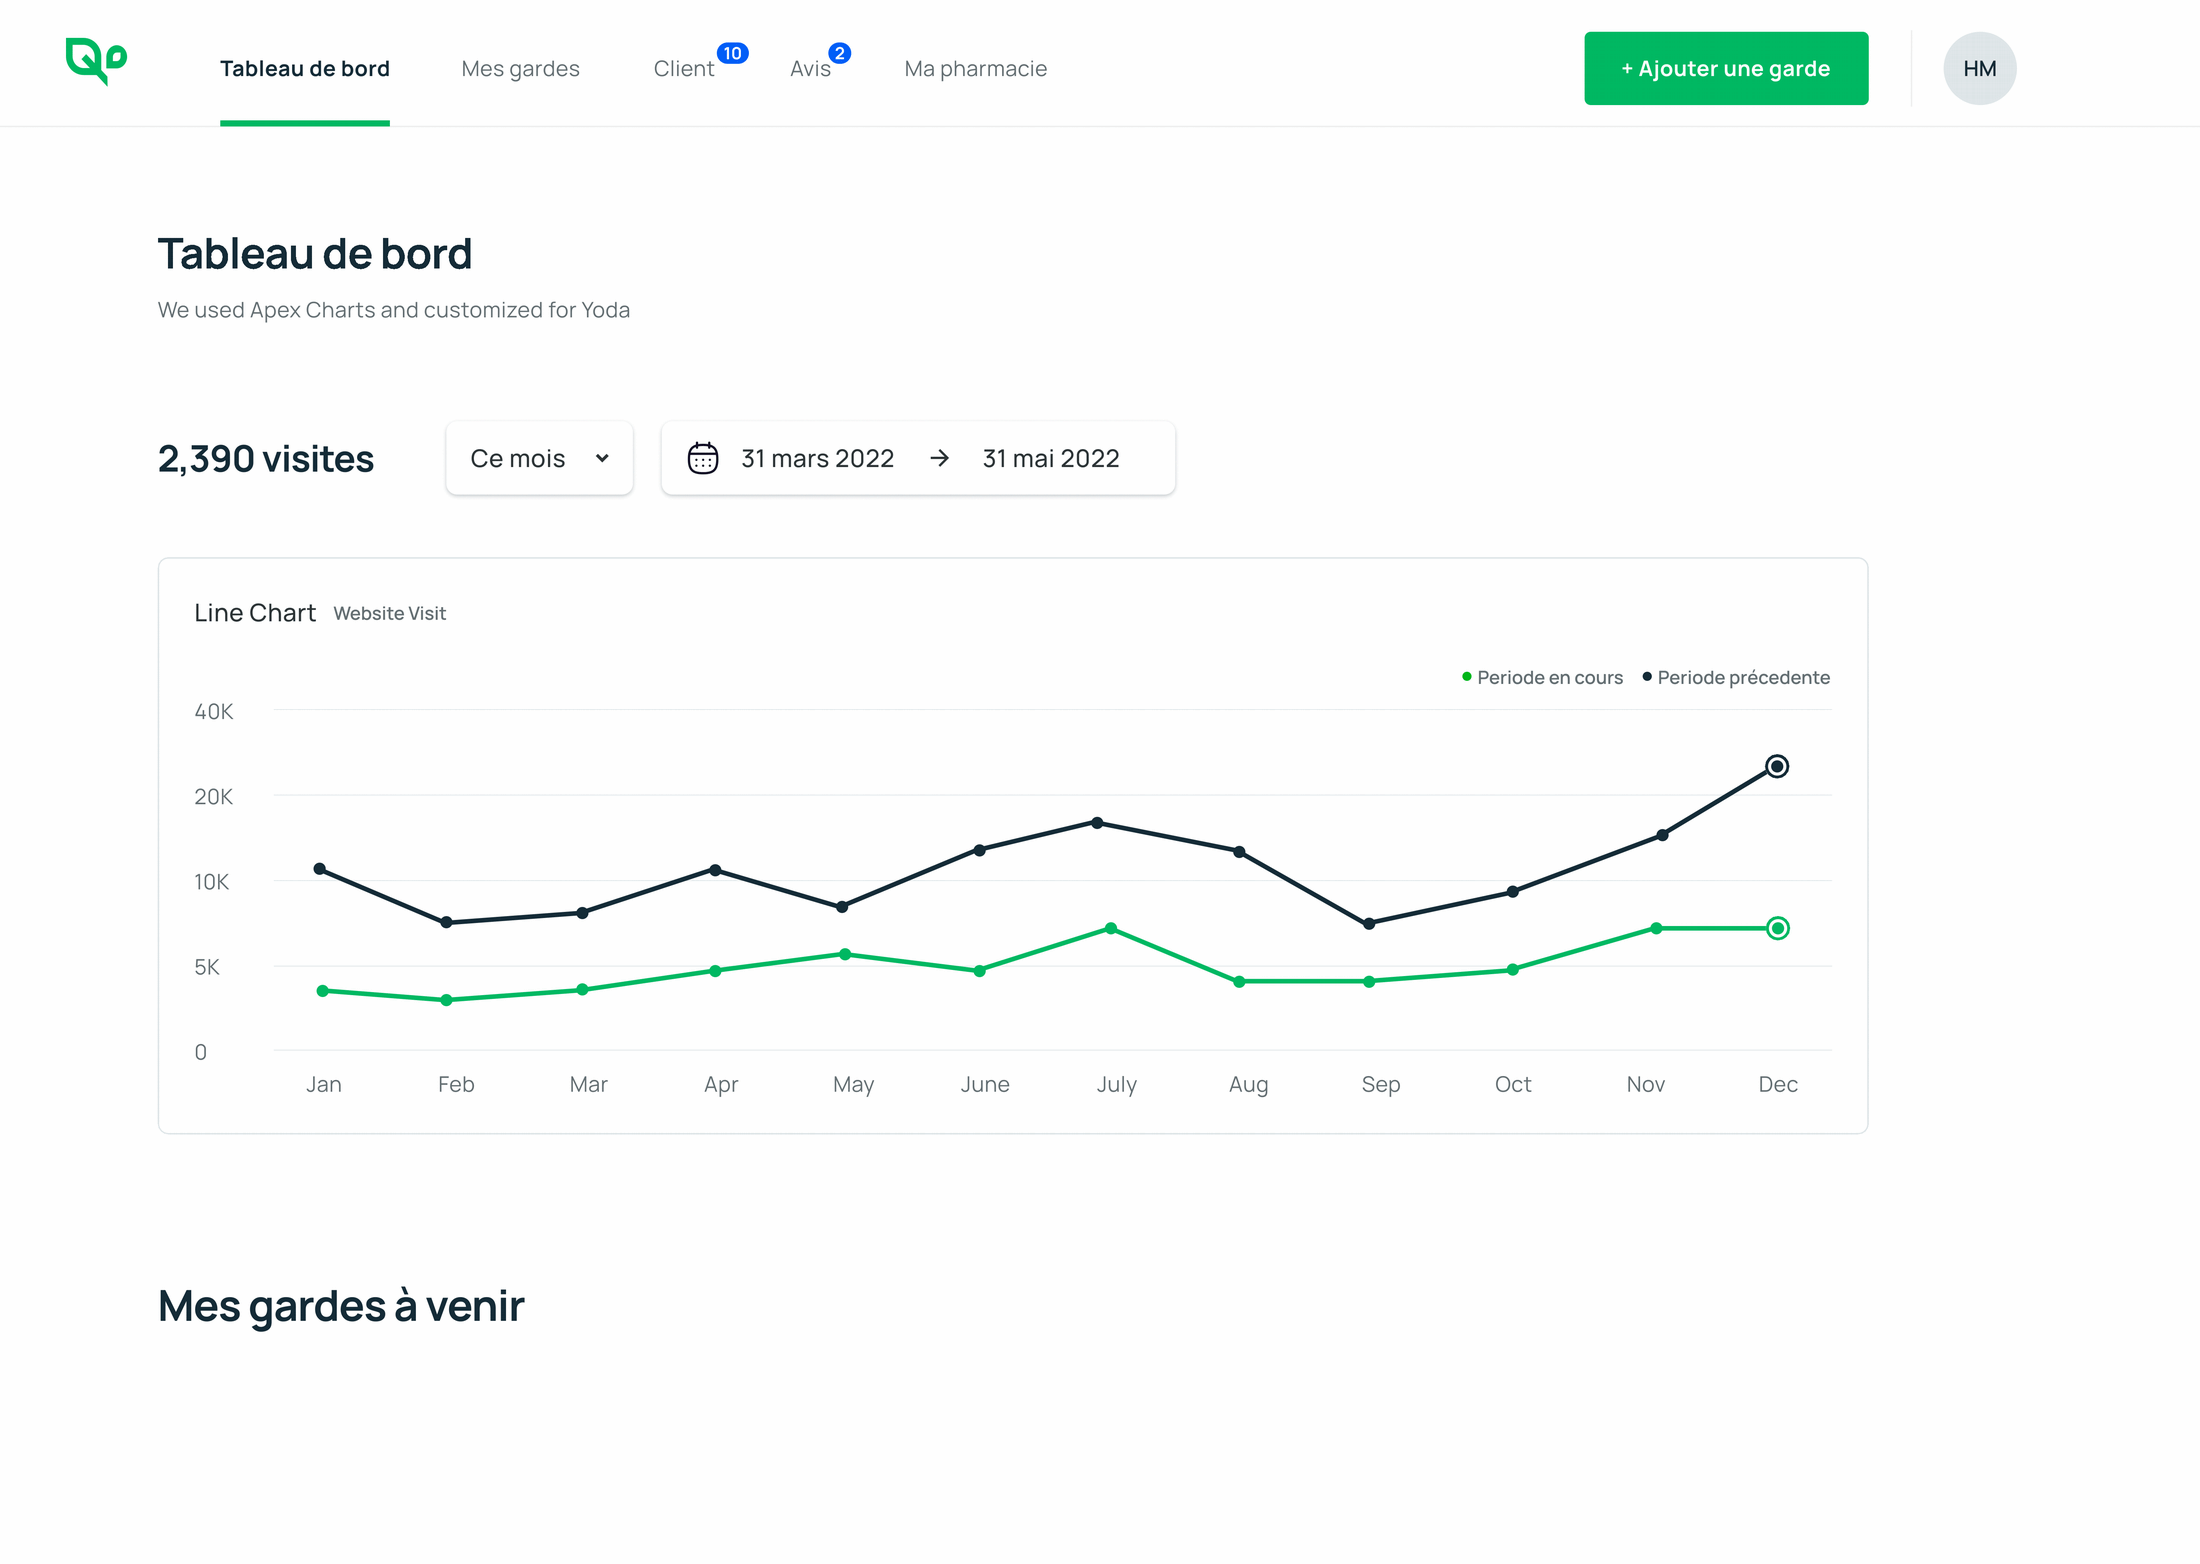 Tableau de bord Mes gardes Client 10 Avis 2 Ma pharmacie + Ajouter une garde HM
Tableau de bord
We used Apex Charts and customized for Yoda
2,390 visites Ce mois 31 mars 2022 → 31 mai 2022
Line Chart Website Visit
Periode en cours Periode précedente
40K
20K
10K
5K
0
Jan Feb Mar Apr May June July Aug Sep Oct Nov Dec
Mes gardes à venir